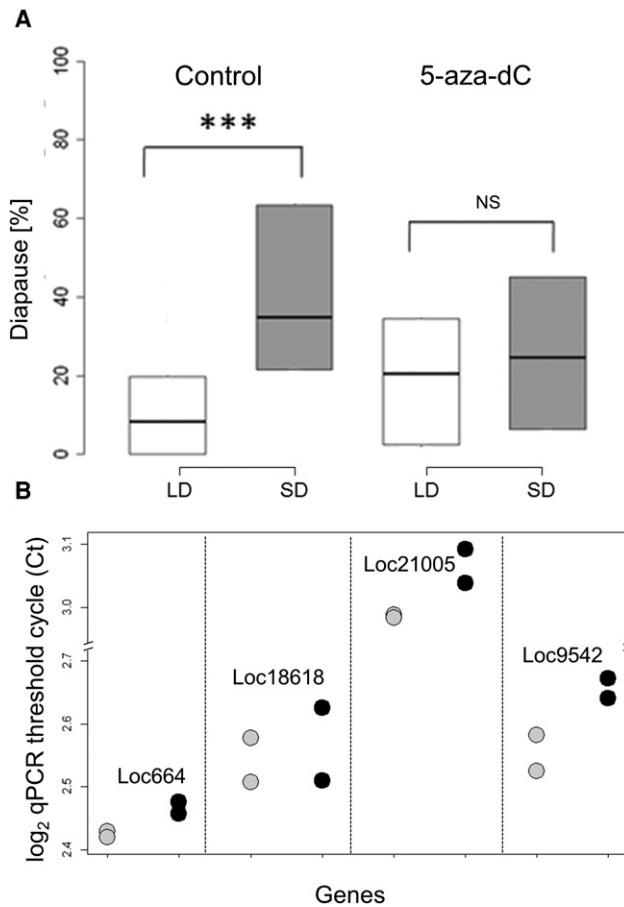 A
Control 5-aza-dC
***
NS
Diapause [%]
100
80
60
40
20
0
LD SD LD SD
B
log₂ qPCR threshold cycle (Ct)
3.1
3.0
2.7
2.6
2.5
2.4
Loc664
Loc18618
Loc21005
Loc9542
Genes